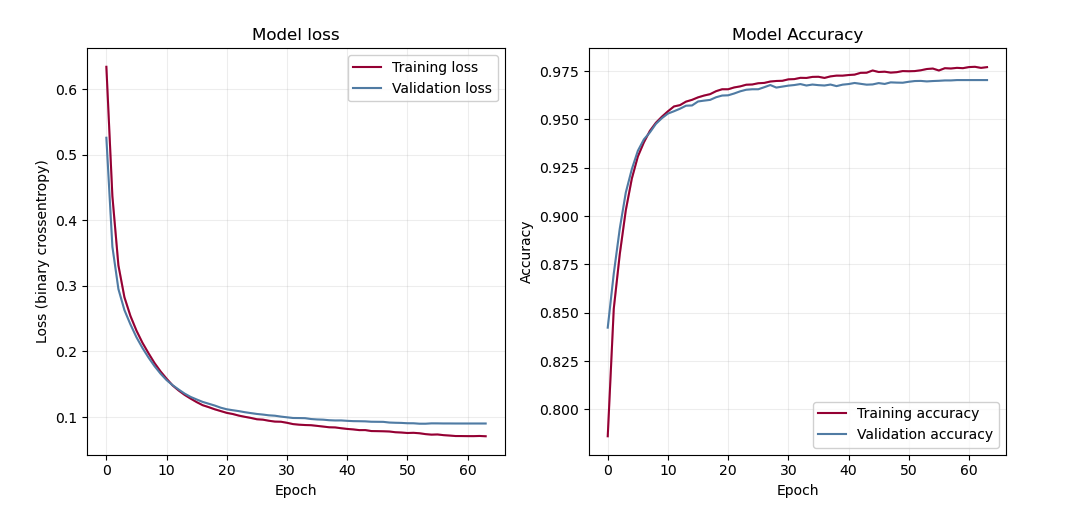 Model loss
Loss (binary crossentropy)
0.6
0.5
0.4
0.3
0.2
0.1
Training loss
Validation loss
0 10 20 30 40 50 60
Epoch
Model Accuracy
Accuracy
0.975
0.950
0.925
0.900
0.875
0.850
0.825
0.800
Training accuracy
Validation accuracy
0 10 20 30 40 50 60
Epoch